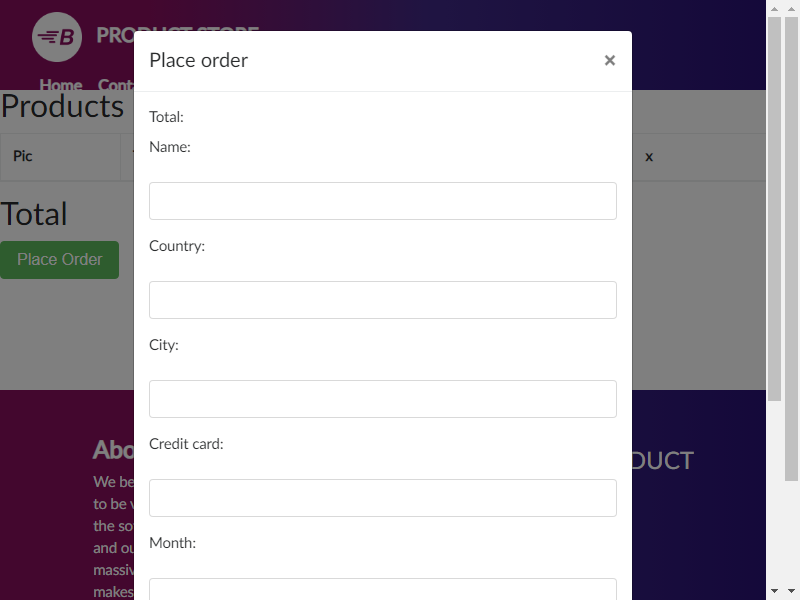 B PRODUCT STORE
Home Cont
Place order ×
Products
Total:
Pic
Name:
x
Total
Country:
Place Order
City:
Credit card:
Abo
DUCT
We be
to be
the so
and ou
Month:
massiv
makes